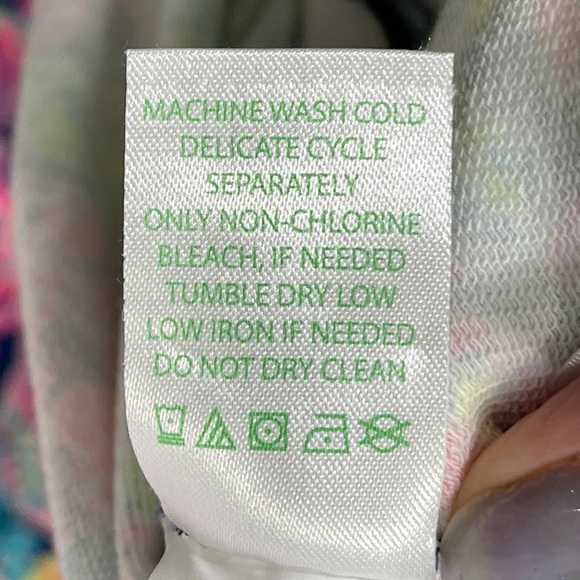 MACHINE WASH COLD
DELICATE CYCLE
SEPARATELY
ONLY NON-CHLORINE
BLEACH, IF NEEDED
TUMBLE DRY LOW
LOW IRON IF NEEDED
DO NOT DRY CLEAN